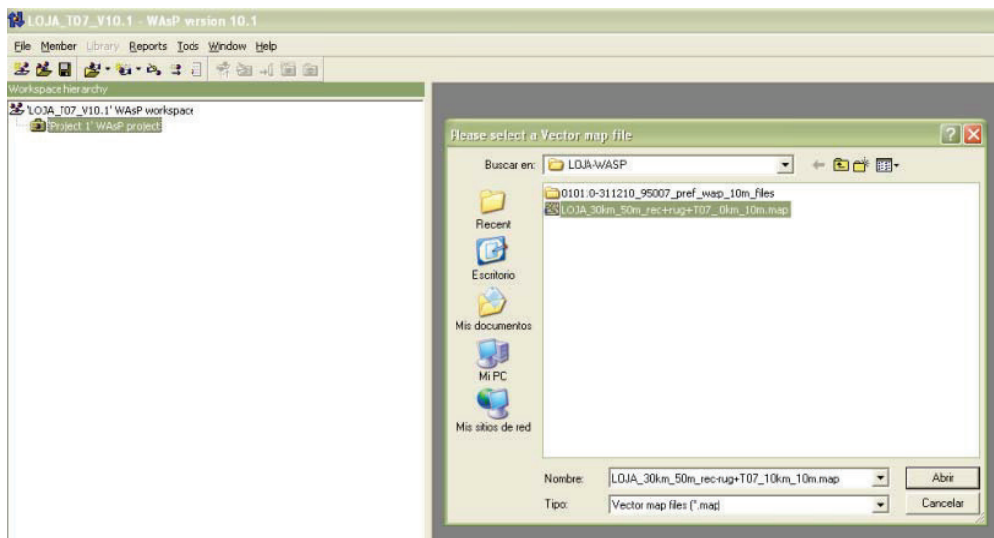 LOJA_T07_V10.1 - WAsP version 10.1
File Member Library Reports Tools Window Help
Workspace hierarchy
'LOJA_T07_V10.1' WAsP workspace
'Project 1' WAsP project
Please select a Vector map file
Buscar en: LOJA-WASP
0101.0-311210_95007_pref_wap_10m_files
LOJA_30km_50m_rec+rug+T07_0km_10m.map
Recent
Escritorio
Mis documentos
Mi PC
Mis sitios de red
Nombre: LOJA_30km_50m_rec-rug+T07_10km_10m.map
Abrir
Tipo: Vector map files (*.map)
Cancelar